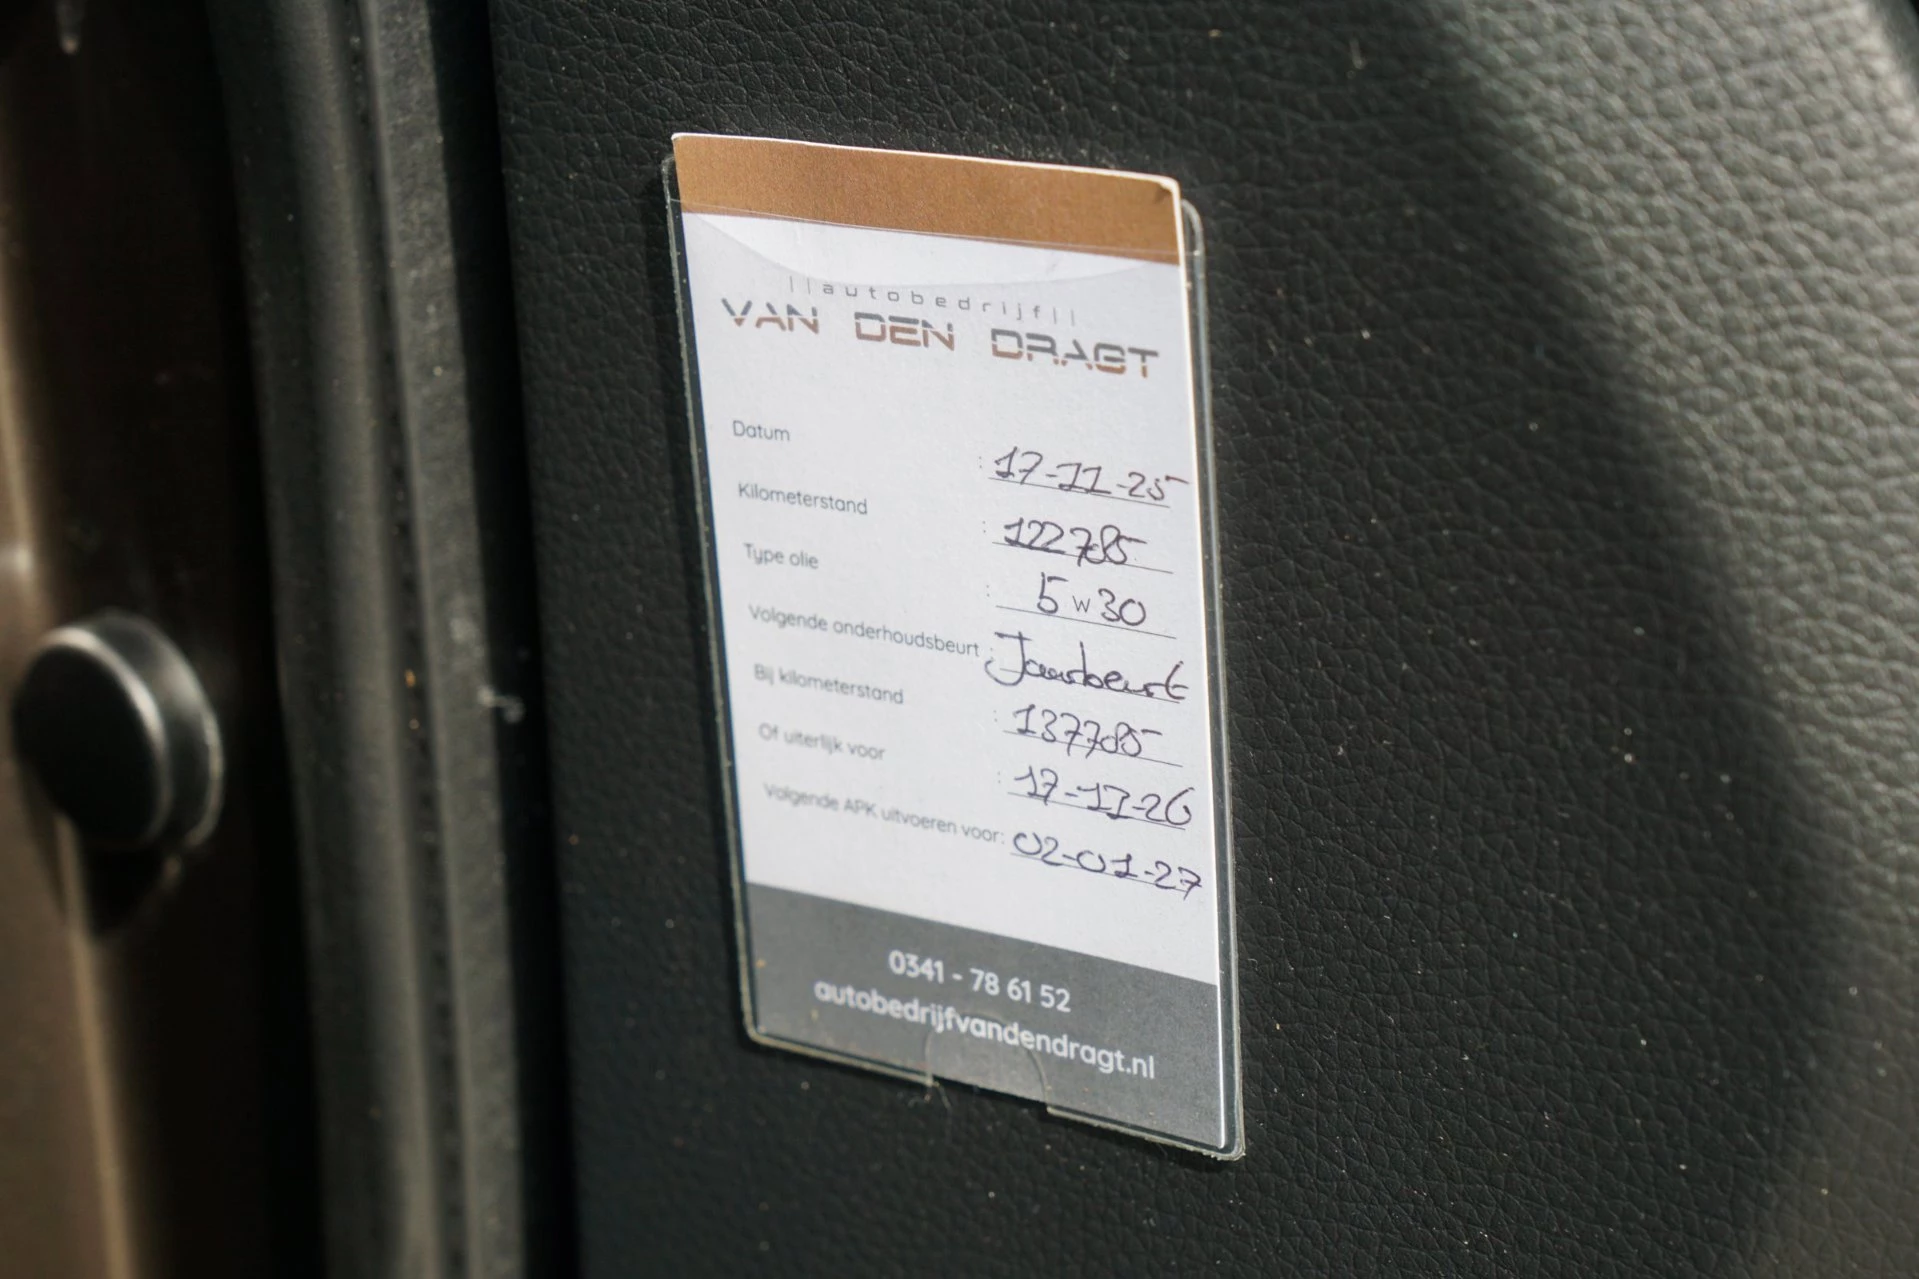 ||autobedrijf||
VAN DEN DRAGT
Datum : 17-11-25
Kilometerstand : 122785
Type olie : 5w30
Volgende onderhoudsbeurt : Jaarbeurt
Bij kilometerstand : 137785
Of uiterlijk voor : 17-11-26
Volgende APK uitvoeren voor: 02-01-27
0341 - 78 61 52
autobedrijfvandendragt.nl